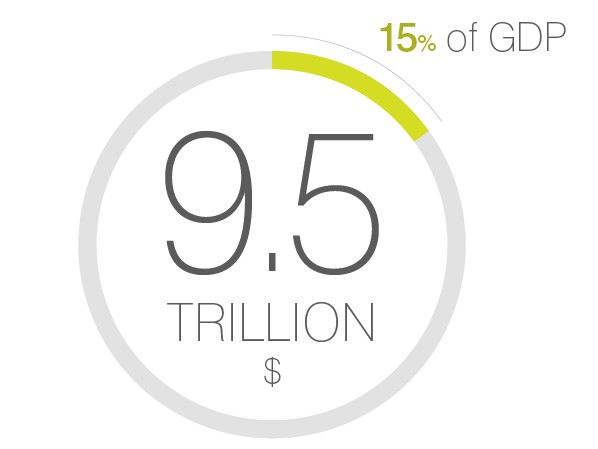 15% of GDP
9.5
TRILLION
$